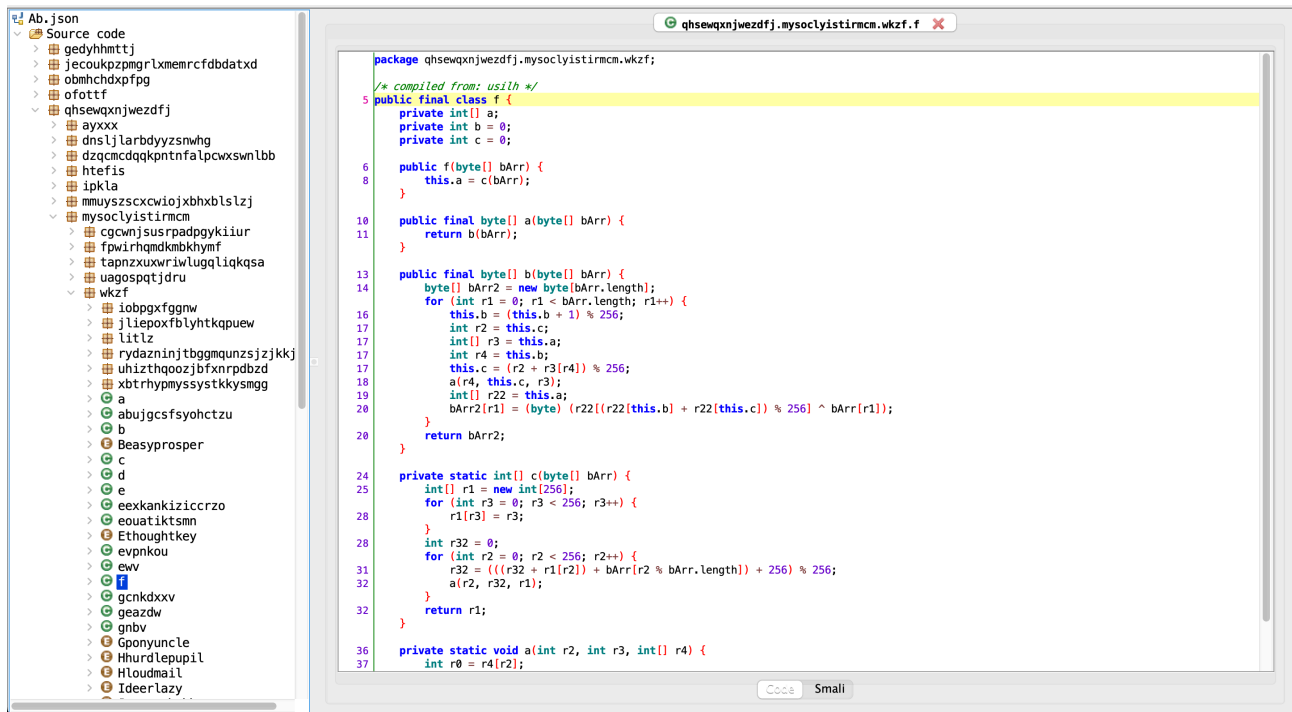 Ab.json
Source code
gedyhhmttj
jecoukpzpmgrlxmemrcfdbdatxd
obmhchdxpfpg
ofottf
qhsewqxnjwezdfj
ayxxx
dnsljlarbdyyzsnwhg
dzqcmcdqqkpntnfalpcwxswnlbb
htefis
ipkla
mmuyszscxcwiojxbhxblslzj
mysoclyistirmcm
cgcwnjsusrpadpgykiiur
fpwirhqmdkmbkhymf
tapnzxuxwriwlugqliqkqsa
uagospqtjdru
wkzf
iobpgxfggnw
jliepoxfblyhtkqpuew
litlz
rydazninjtbggmqunzsjzjkkj
uhizthqoozjbfxnrpdbzd
xbtrhypmyssystkkysmgg
a
abujgcsfsyohctzu
b
Beasyprosper
c
d
e
eexkankiziccrzo
eouatiktsmn
Ethoughtkey
evpnkou
ewv
f
gcnkdxxv
geazdw
gnbv
Gponyuncle
Hhurdlepupil
Hloudmail
Ideerlazy
qhsewqxnjwezdfj.mysoclyistirmcm.wkzf.f
package qhsewqxnjwezdfj.mysoclyistirmcm.wkzf;
/* compiled from: usilh */
5 public final class f {
private int[] a;
private int b = 0;
private int c = 0;
6 public f(byte[] bArr) {
8 this.a = c(bArr);
}
10 public final byte[] a(byte[] bArr) {
11 return b(bArr);
}
13 public final byte[] b(byte[] bArr) {
14 byte[] bArr2 = new byte[bArr.length];
for (int r1 = 0; r1 < bArr.length; r1++) {
16 this.b = (this.b + 1) % 256;
17 int r2 = this.c;
17 int[] r3 = this.a;
17 int r4 = this.b;
17 this.c = (r2 + r3[r4]) % 256;
18 a(r4, this.c, r3);
19 int[] r22 = this.a;
20 bArr2[r1] = (byte) (r22[(r22[this.b] + r22[this.c]) % 256] ^ bArr[r1]);
}
20 return bArr2;
}
24 private static int[] c(byte[] bArr) {
25 int[] r1 = new int[256];
for (int r3 = 0; r3 < 256; r3++) {
28 r1[r3] = r3;
}
28 int r32 = 0;
for (int r2 = 0; r2 < 256; r2++) {
31 r32 = (((r32 + r1[r2]) + bArr[r2 % bArr.length]) + 256) % 256;
32 a(r2, r32, r1);
}
32 return r1;
}
36 private static void a(int r2, int r3, int[] r4) {
37 int r0 = r4[r2];
Code Smali